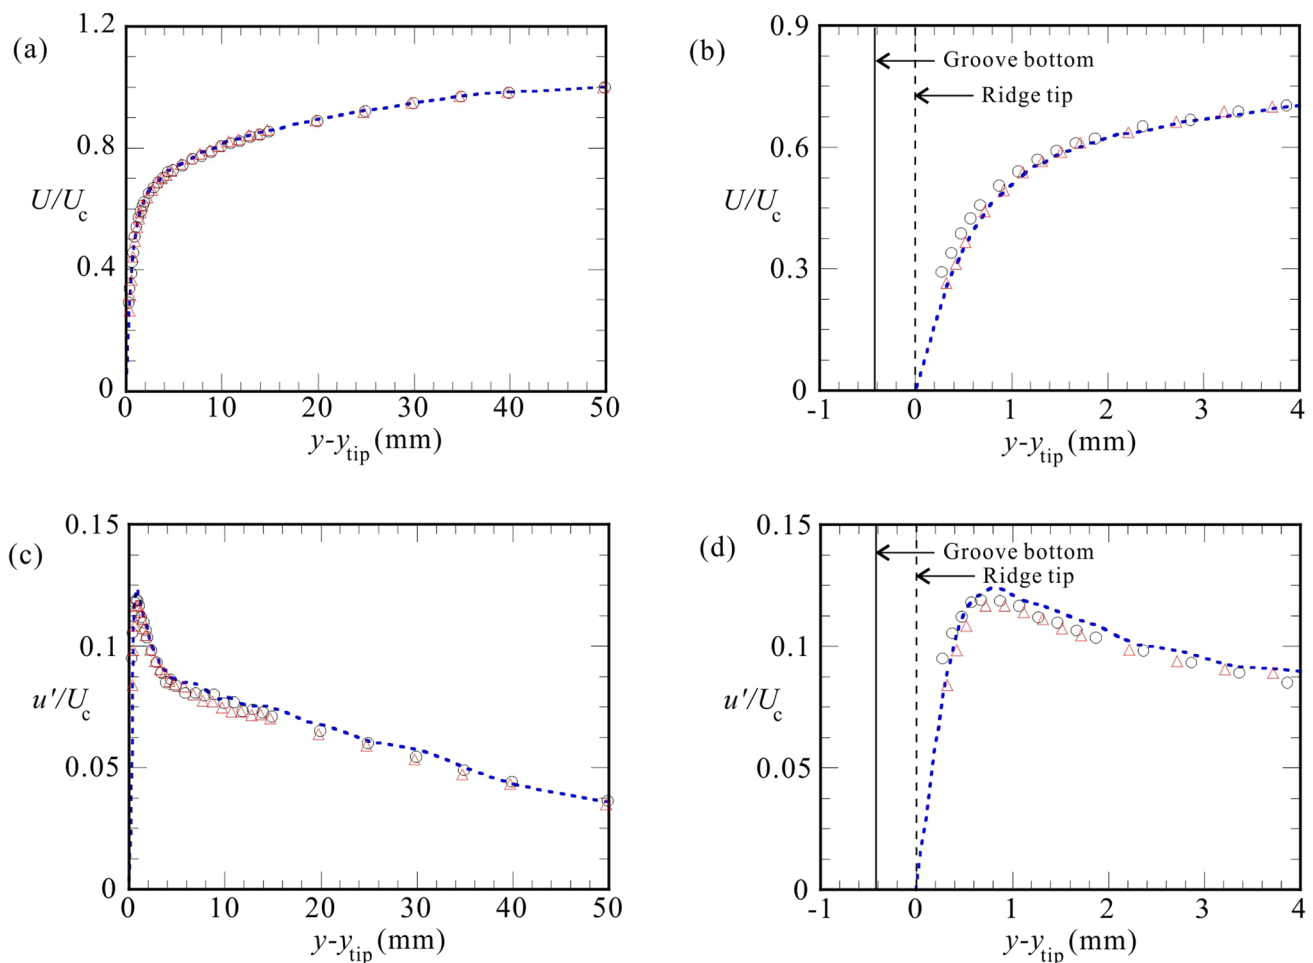 (a)
1.2
0.8
U/Uc
0.4
0
0 10 20 30 40 50
y-ytip (mm)
(b)
0.9
Groove bottom
Ridge tip
0.6
U/Uc
0.3
0
-1 0 1 2 3 4
y-ytip (mm)
(c)
0.15
0.1
u'/Uc
0.05
0
0 10 20 30 40 50
y-ytip (mm)
(d)
0.15
Groove bottom
Ridge tip
0.1
u'/Uc
0.05
0
-1 0 1 2 3 4
y-ytip (mm)